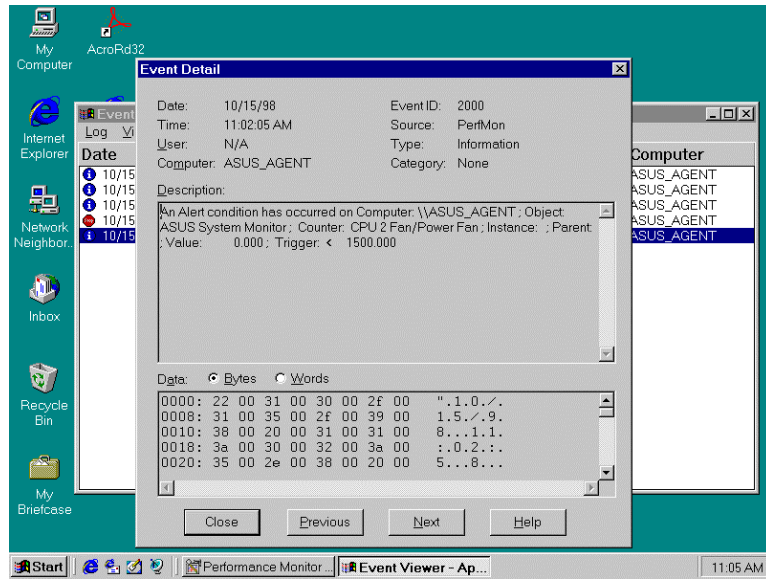 My
Computer
AcroRd32
Internet
Explorer
Network
Neighbor...
Inbox
Recycle
Bin
My
Briefcase
Event
Log Vi
Date
Computer
10/15 ASUS_AGENT
10/15 ASUS_AGENT
10/15 ASUS_AGENT
10/15 ASUS_AGENT
10/15 ASUS_AGENT
Event Detail
Date: 10/15/98 Event ID: 2000
Time: 11:02:05 AM Source: PerfMon
User: N/A Type: Information
Computer: ASUS_AGENT Category: None
Description:
An Alert condition has occurred on Computer: \\ASUS_AGENT ; Object:
ASUS System Monitor ; Counter: CPU 2 Fan/Power Fan ; Instance: ; Parent:
; Value: 0.000 ; Trigger: < 1500.000
Data: Bytes Words
0000: 22 00 31 00 30 00 2f 00 ".1.0./.
0008: 31 00 35 00 2f 00 39 00 1.5./.9.
0010: 38 00 20 00 31 00 31 00 8...1.1.
0018: 3a 00 30 00 32 00 3a 00 :.0.2.:.
0020: 35 00 2e 00 38 00 20 00 5...8...
Close Previous Next Help
Start Performance Monitor ... Event Viewer - Ap... 11:05 AM